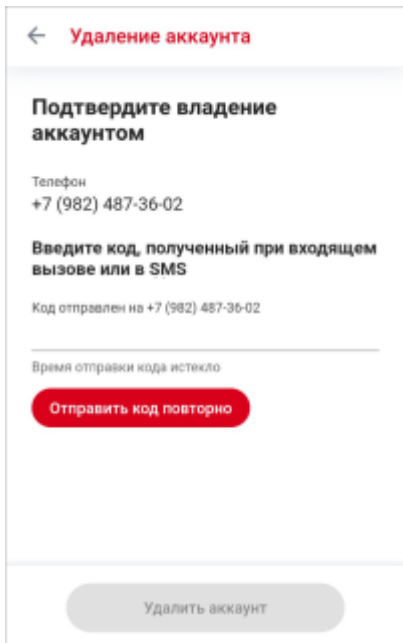 Удаление аккаунта
Подтвердите владение
аккаунтом
Телефон
+7 (982) 487-36-02
Введите код, полученный при входящем
вызове или в SMS
Код отправлен на +7 (982) 487-36-02
Время отправки кода истекло
Отправить код повторно
Удалить аккаунт